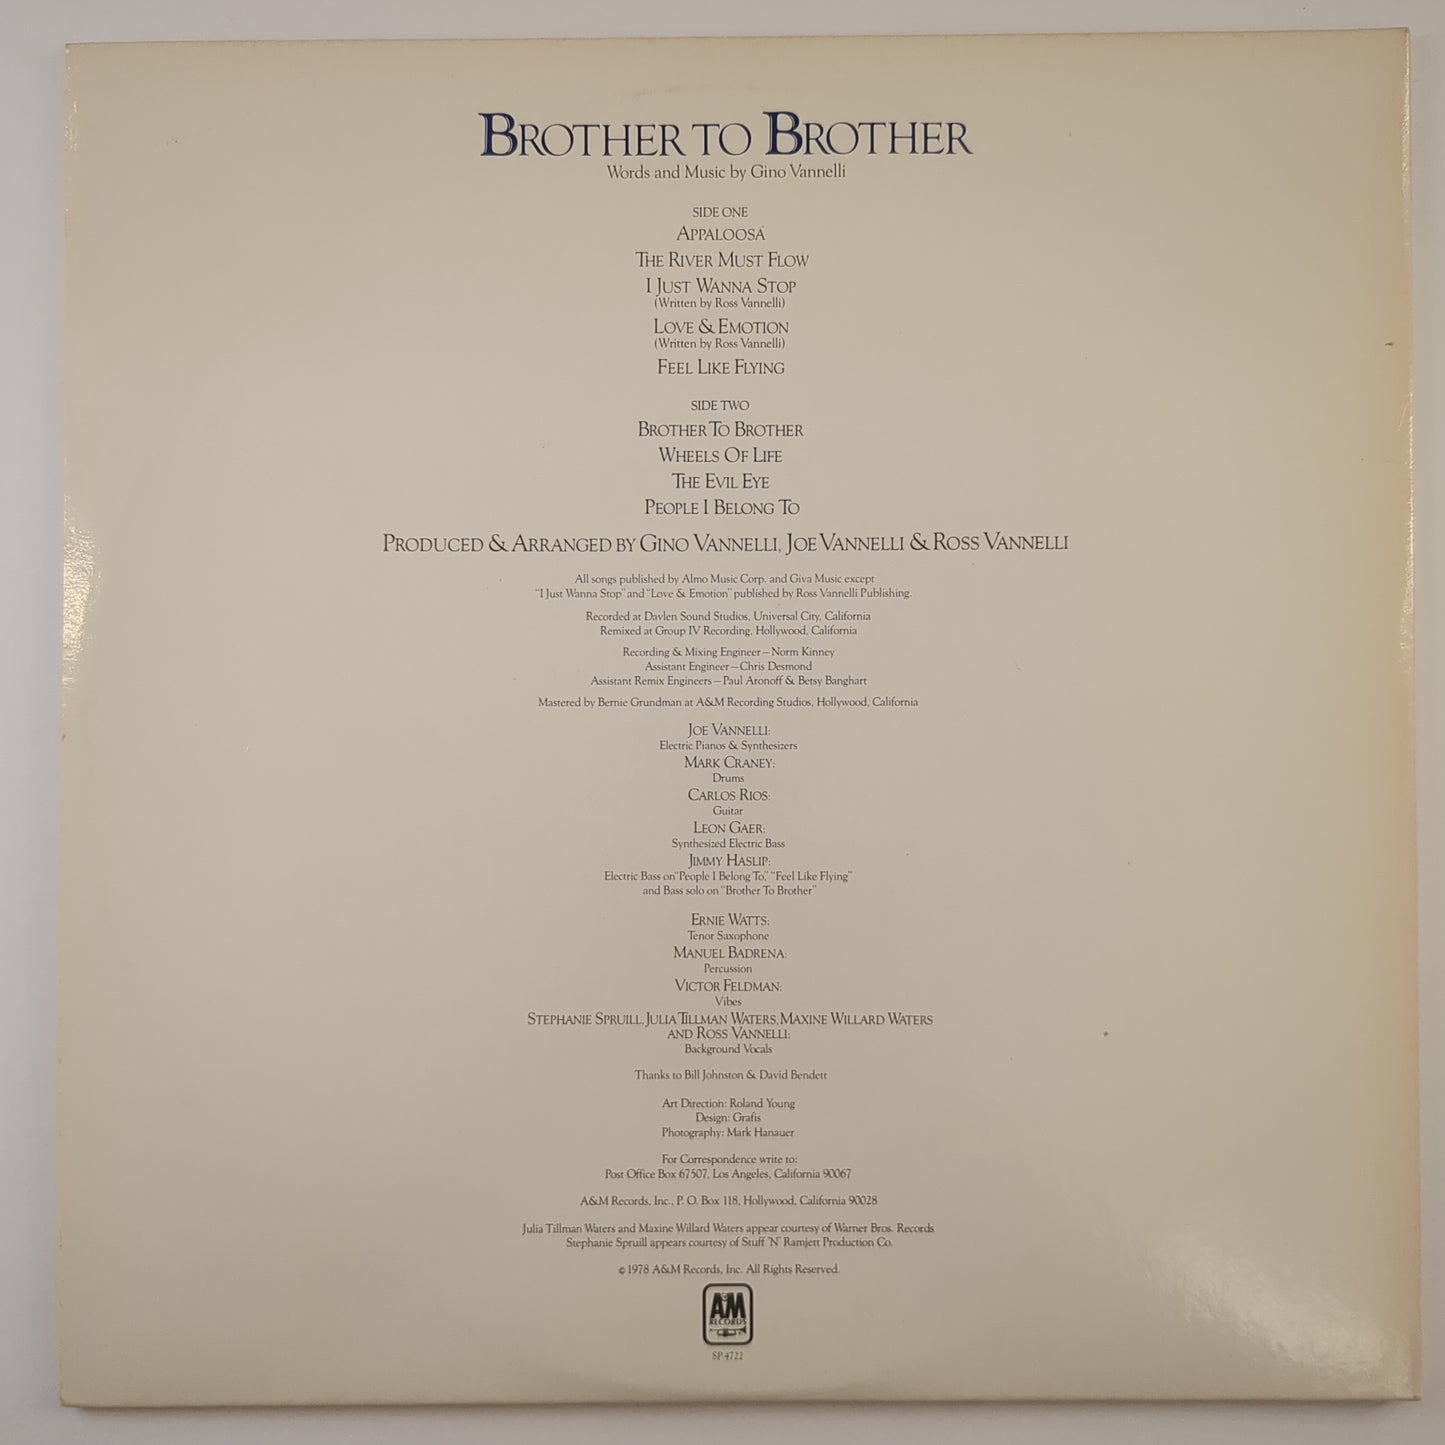 BROTHER TO BROTHER
Words and Music by Gino Vannelli
SIDE ONE
APPALOOSA
THE RIVER MUST FLOW
I JUST WANNA STOP
(Written by Ross Vannelli)
LOVE & EMOTION
(Written by Ross Vannelli)
FEEL LIKE FLYING
SIDE TWO
BROTHER TO BROTHER
WHEELS OF LIFE
THE EVIL EYE
PEOPLE I BELONG TO
PRODUCED & ARRANGED BY GINO VANNELLI, JOE VANNELLI & ROSS VANNELLI
All songs published by Almo Music Corp. and Giva Music except
"I Just Wanna Stop" and "Love & Emotion" published by Ross Vannelli Publishing.
Recorded at Davlen Sound Studios, Universal City, California
Remixed at Group IV Recording, Hollywood, California
Recording & Mixing Engineer—Norm Kinney
Assistant Engineer—Chris Desmond
Assistant Remix Engineers—Paul Aronoff & Betsy Banghart
Mastered by Bernie Grundman at A&M Recording Studios, Hollywood, California
JOE VANNELLI:
Electric Pianos & Synthesizers
MARK CRANEY:
Drums
CARLOS RIOS:
Guitar
LEON GAER:
Synthesized Electric Bass
JIMMY HASLIP:
Electric Bass on "People I Belong To," "Feel Like Flying"
and Bass solo on "Brother To Brother"
ERNIE WATTS:
Tenor Saxophone
MANUEL BADRENA:
Percussion
VICTOR FELDMAN:
Vibes
STEPHANIE SPRUILL, JULIA TILLMAN WATERS, MAXINE WILLARD WATERS
AND ROSS VANNELLI:
Background Vocals
Thanks to Bill Johnston & David Bendett
Art Direction: Roland Young
Design: Grafis
Photography: Mark Hanauer
For Correspondence write to:
Post Office Box 67507, Los Angeles, California 90067
A&M Records, Inc., P. O. Box 118, Hollywood, California 90028
Julia Tillman Waters and Maxine Willard Waters appear courtesy of Warner Bros. Records
Stephanie Spruill appears courtesy of Stuff 'N' Ramjett Production Co.
© 1978 A&M Records, Inc. All Rights Reserved.
A&M
RECORDS
SP 4722